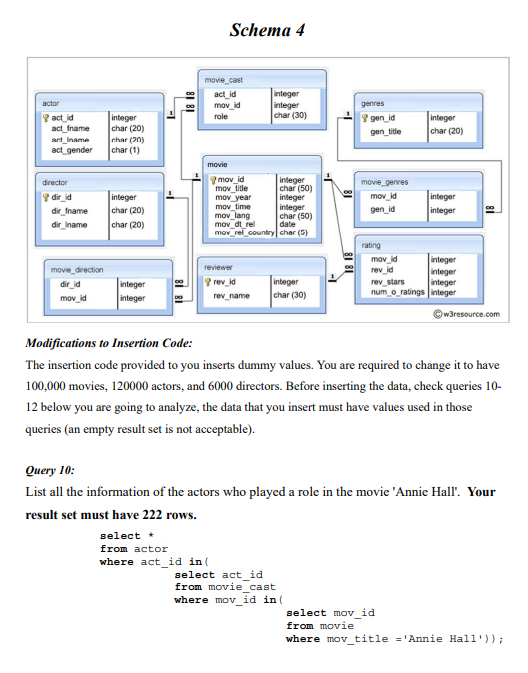 Schema 4
movie_cast
act_id integer
mov_id integer
role char (30)
actor
act_id integer
act_fname char (20)
act_lname char (20)
act_gender char (1)
genres
gen_id integer
gen_title char (20)
movie
mov_id integer
mov_title char (50)
mov_year integer
mov_time integer
mov_lang char (50)
mov_dt_rel date
mov_rel_country char (5)
director
dir_id integer
dir_fname char (20)
dir_lname char (20)
movie_genres
mov_id integer
gen_id integer
movie_direction
dir_id integer
mov_id integer
reviewer
rev_id integer
rev_name char (30)
rating
mov_id integer
rev_id integer
rev_stars integer
num_o_ratings integer
1 ∞ ∞
1
1 ∞
1
1 ∞ ∞
1 ∞
∞ ∞
1 ∞
©w3resource.com
Modifications to Insertion Code:
The insertion code provided to you inserts dummy values. You are required to change it to have
100,000 movies, 120000 actors, and 6000 directors. Before inserting the data, check queries 10-
12 below you are going to analyze, the data that you insert must have values used in those
queries (an empty result set is not acceptable).
Query 10:
List all the information of the actors who played a role in the movie 'Annie Hall'. Your
result set must have 222 rows.
select *
from actor
where act_id in(
select act_id
from movie_cast
where mov_id in(
select mov_id
from movie
where mov_title ='Annie Hall'));